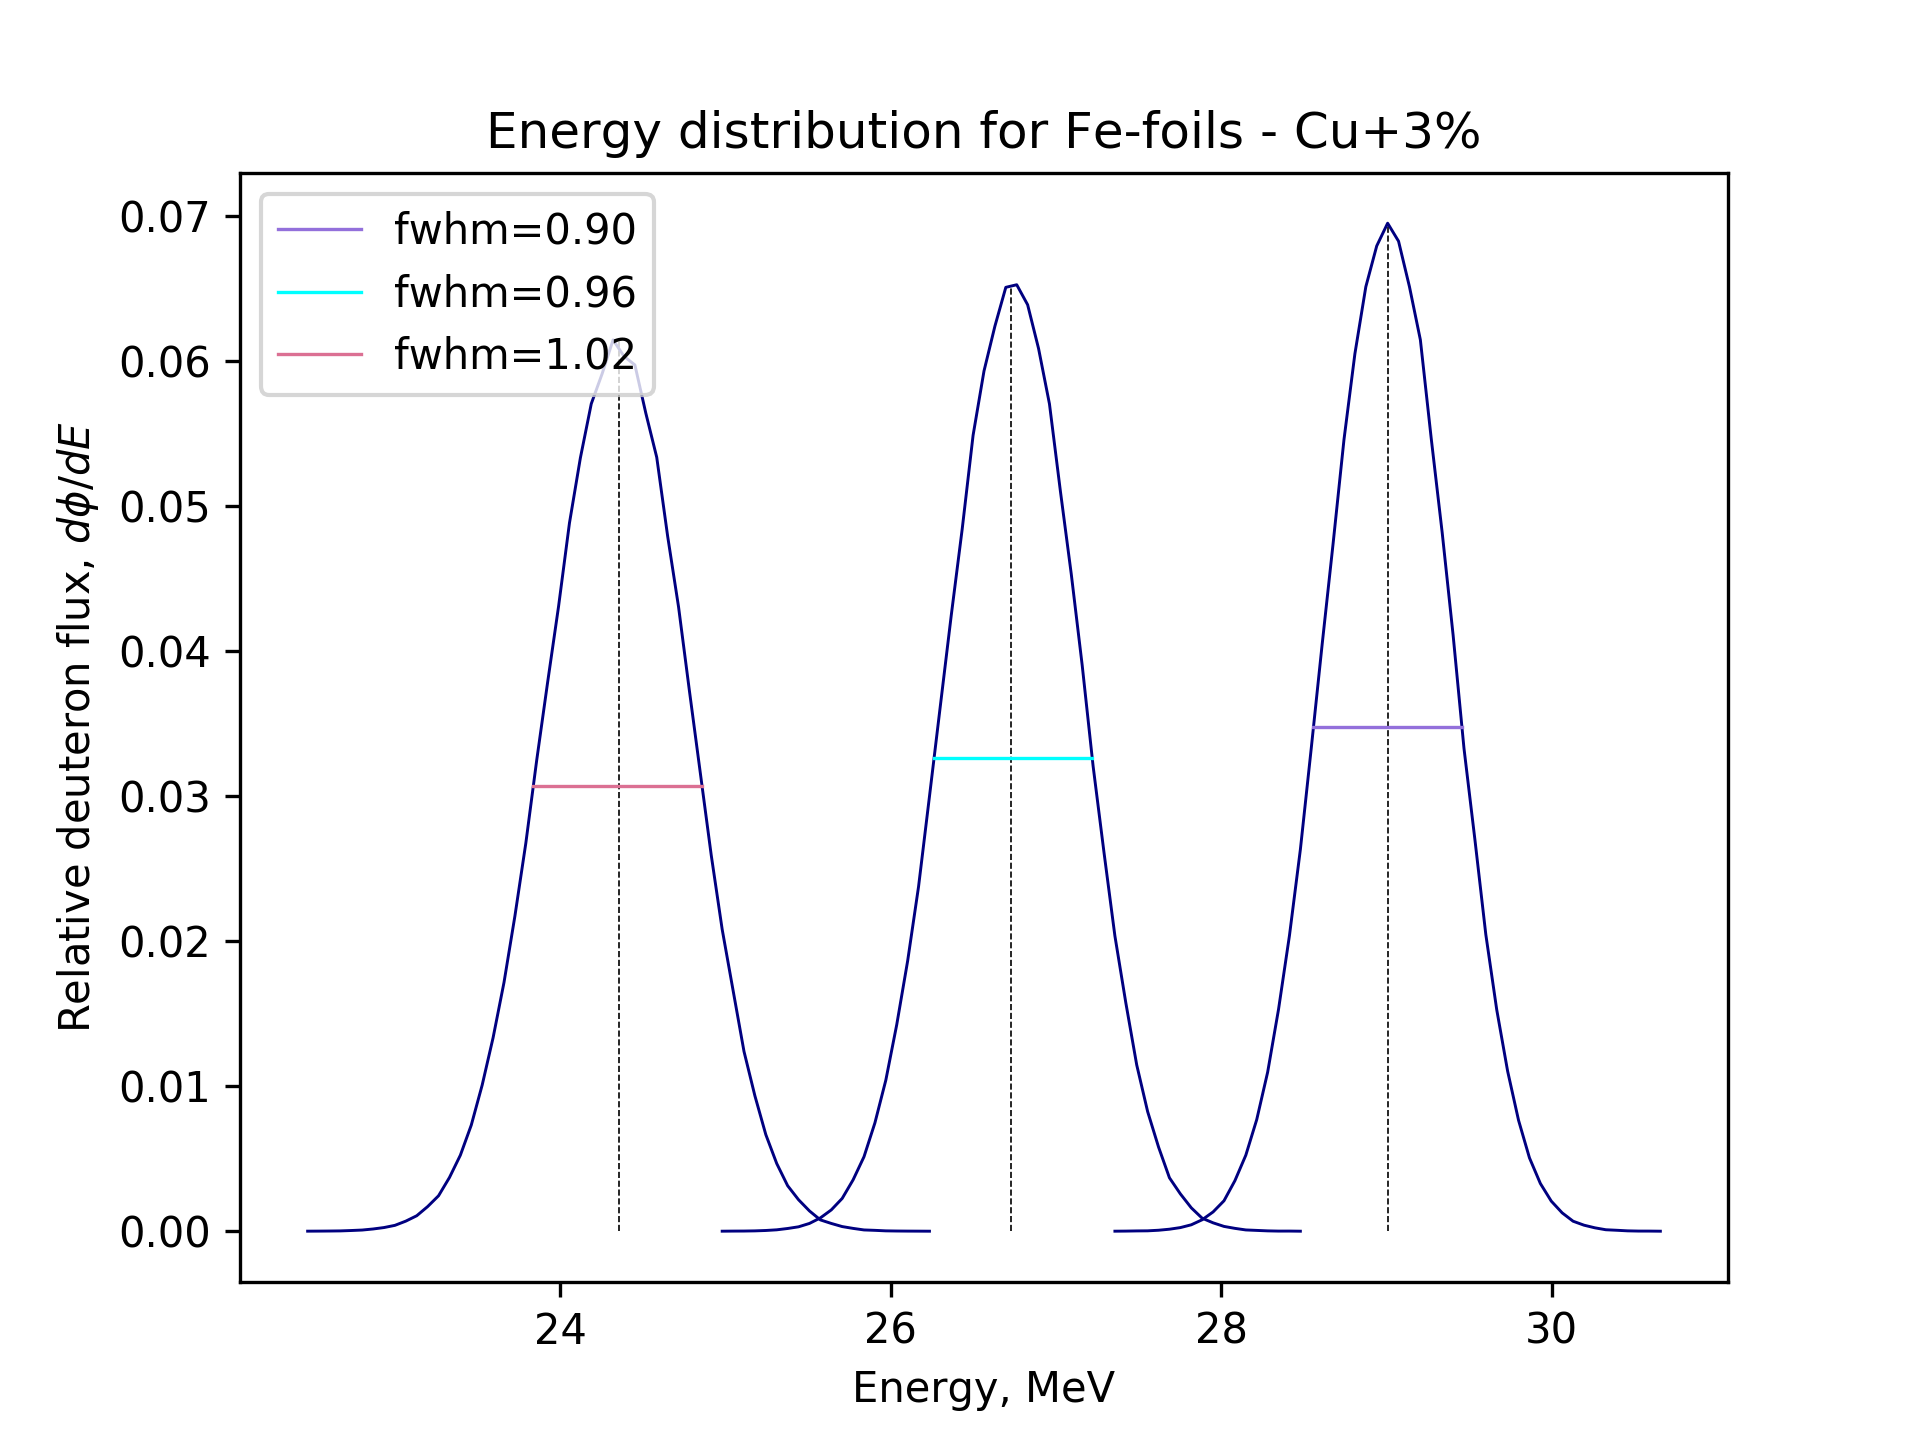 Energy distribution for Fe-foils - Cu+3%
fwhm=0.90
fwhm=0.96
fwhm=1.02
Relative deuteron flux, dϕ/dE
0.07
0.06
0.05
0.04
0.03
0.02
0.01
0.00
24 26 28 30
Energy, MeV